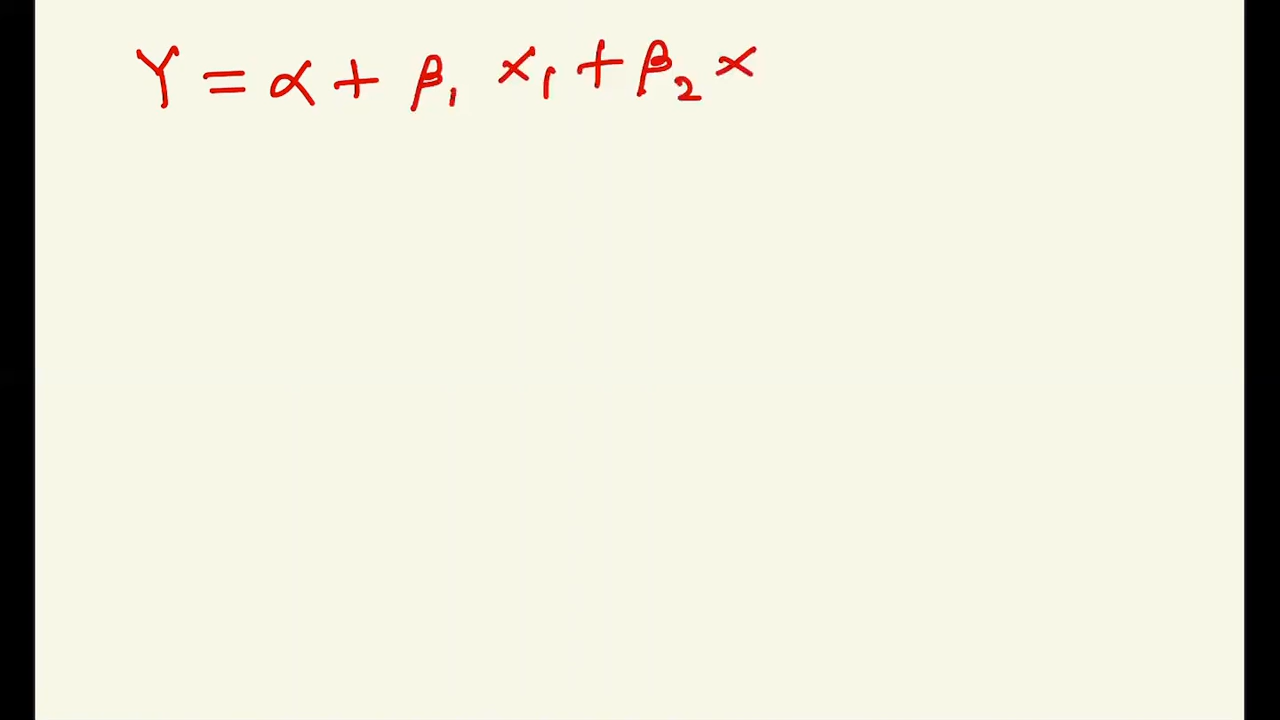 Y = α + β₁ x₁ + β₂ x